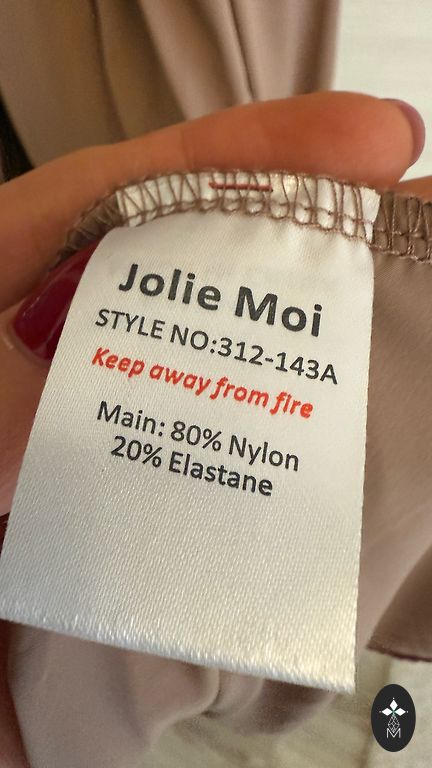 Jolie Moi
STYLE NO:312-143A
Keep away from fire
Main: 80% Nylon
20% Elastane
M